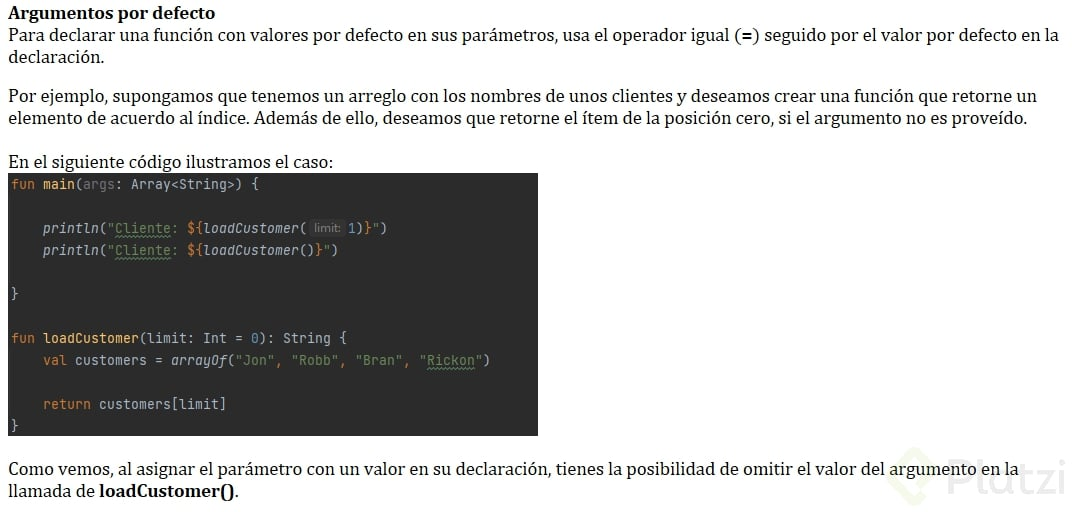 Argumentos por defecto
Para declarar una función con valores por defecto en sus parámetros, usa el operador igual (=) seguido por el valor por defecto en la
declaración.
Por ejemplo, supongamos que tenemos un arreglo con los nombres de unos clientes y deseamos crear una función que retorne un
elemento de acuerdo al índice. Además de ello, deseamos que retorne el ítem de la posición cero, si el argumento no es proveído.
En el siguiente código ilustramos el caso:
fun main(args: Array<String>) {
println("Cliente: ${loadCustomer( limit: 1)}")
println("Cliente: ${loadCustomer()}")
}
fun loadCustomer(limit: Int = 0): String {
val customers = arrayOf("Jon", "Robb", "Bran", "Rickon")
return customers[limit]
}
Como vemos, al asignar el parámetro con un valor en su declaración, tienes la posibilidad de omitir el valor del argumento en la
llamada de loadCustomer().
Platzi